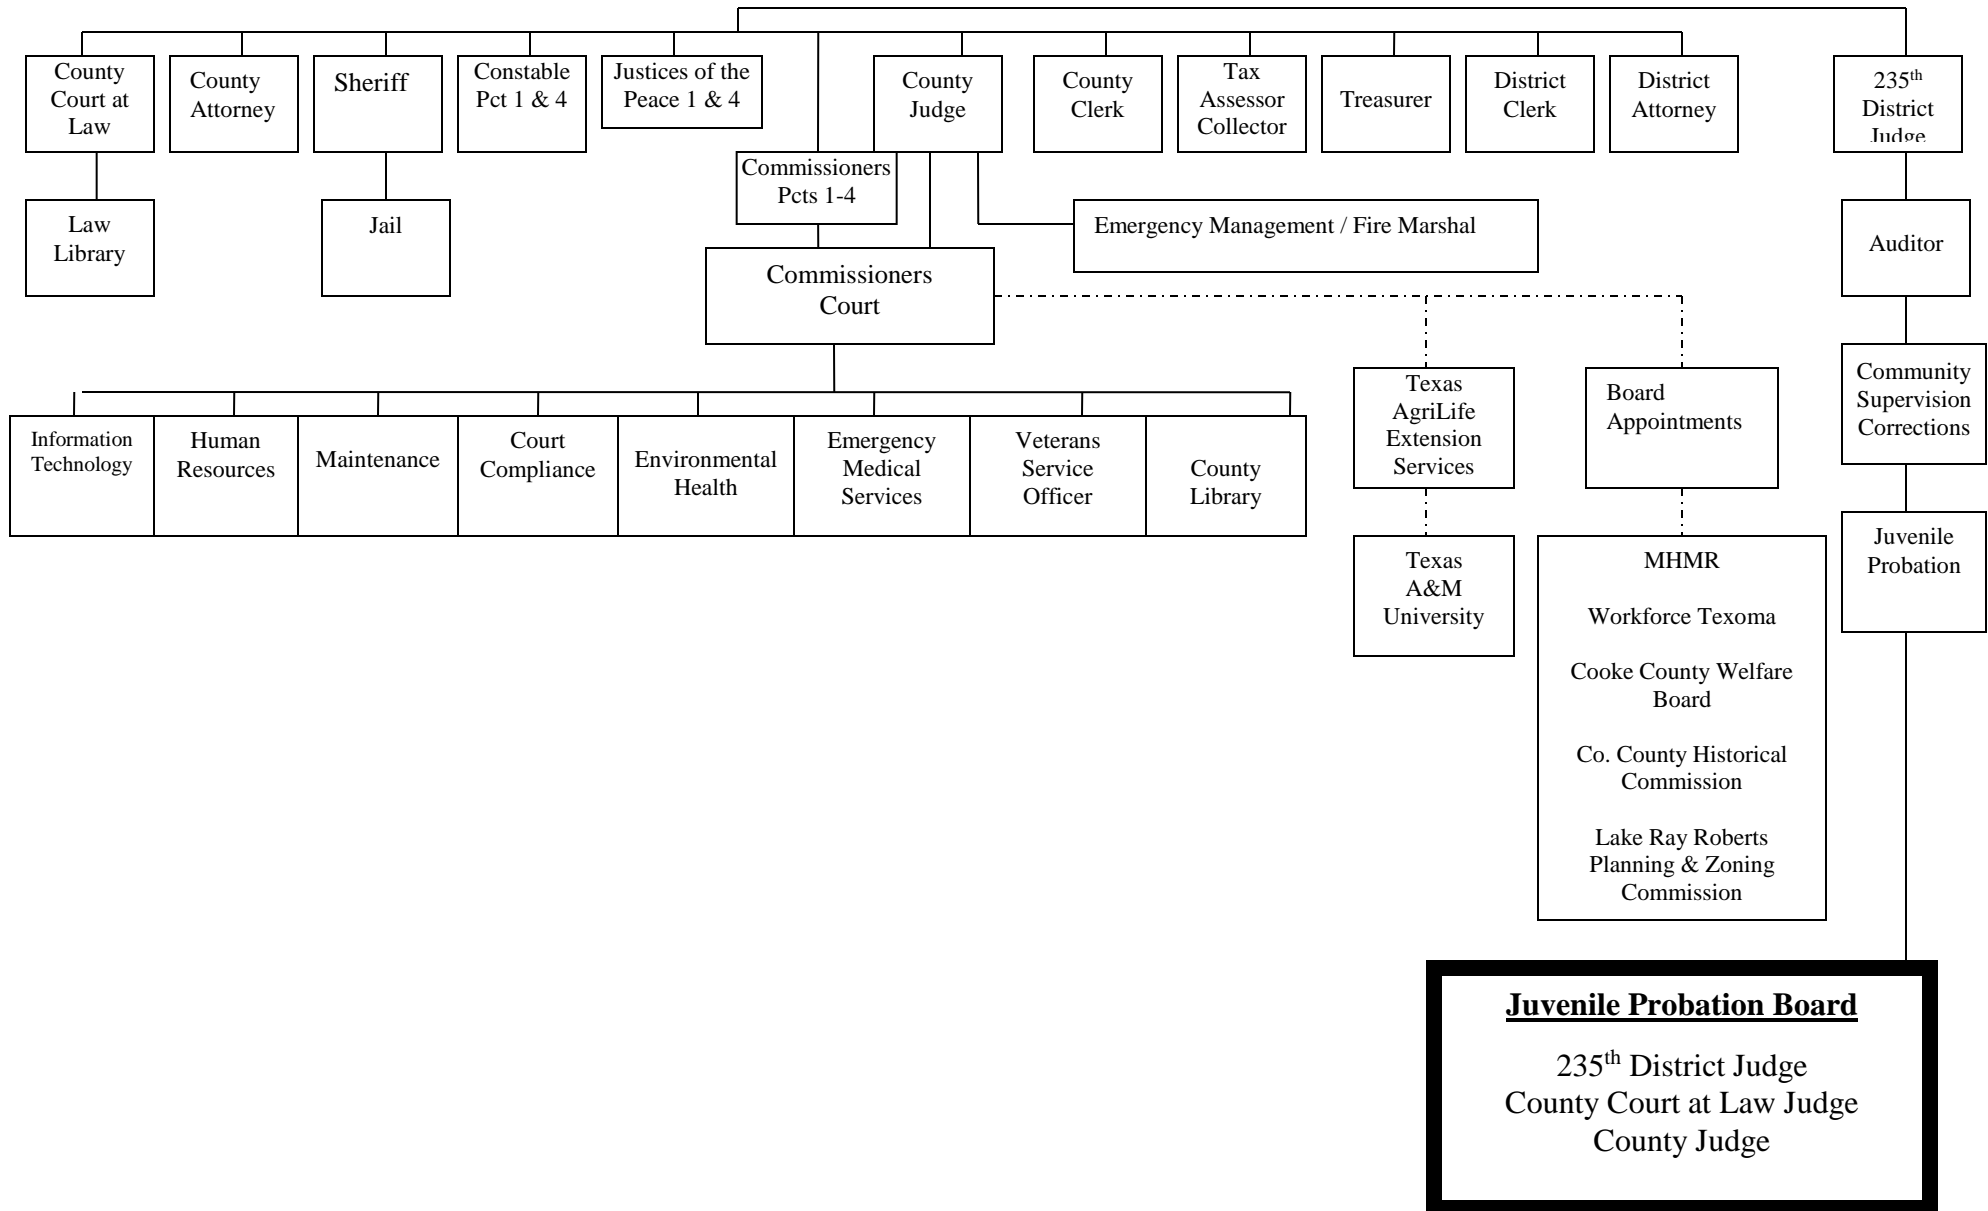 County
Court at
Law
County
Attorney
Sheriff
Constable
Pct 1 & 4
Justices of the
Peace 1 & 4
County
Judge
County
Clerk
Tax
Assessor
Collector
Treasurer
District
Clerk
District
Attorney
235th
District
Judge
Commissioners
Pcts 1-4
Law
Library
Jail
Emergency Management / Fire Marshal
Auditor
Commissioners
Court
Community
Supervision
Corrections
Texas
AgriLife
Extension
Services
Board
Appointments
Information
Technology
Human
Resources
Maintenance
Court
Compliance
Environmental
Health
Emergency
Medical
Services
Veterans
Service
Officer
County
Library
Texas
A&M
University
MHMR
Workforce Texoma
Cooke County Welfare
Board
Co. County Historical
Commission
Lake Ray Roberts
Planning & Zoning
Commission
Juvenile
Probation
Juvenile Probation Board
235th District Judge
County Court at Law Judge
County Judge